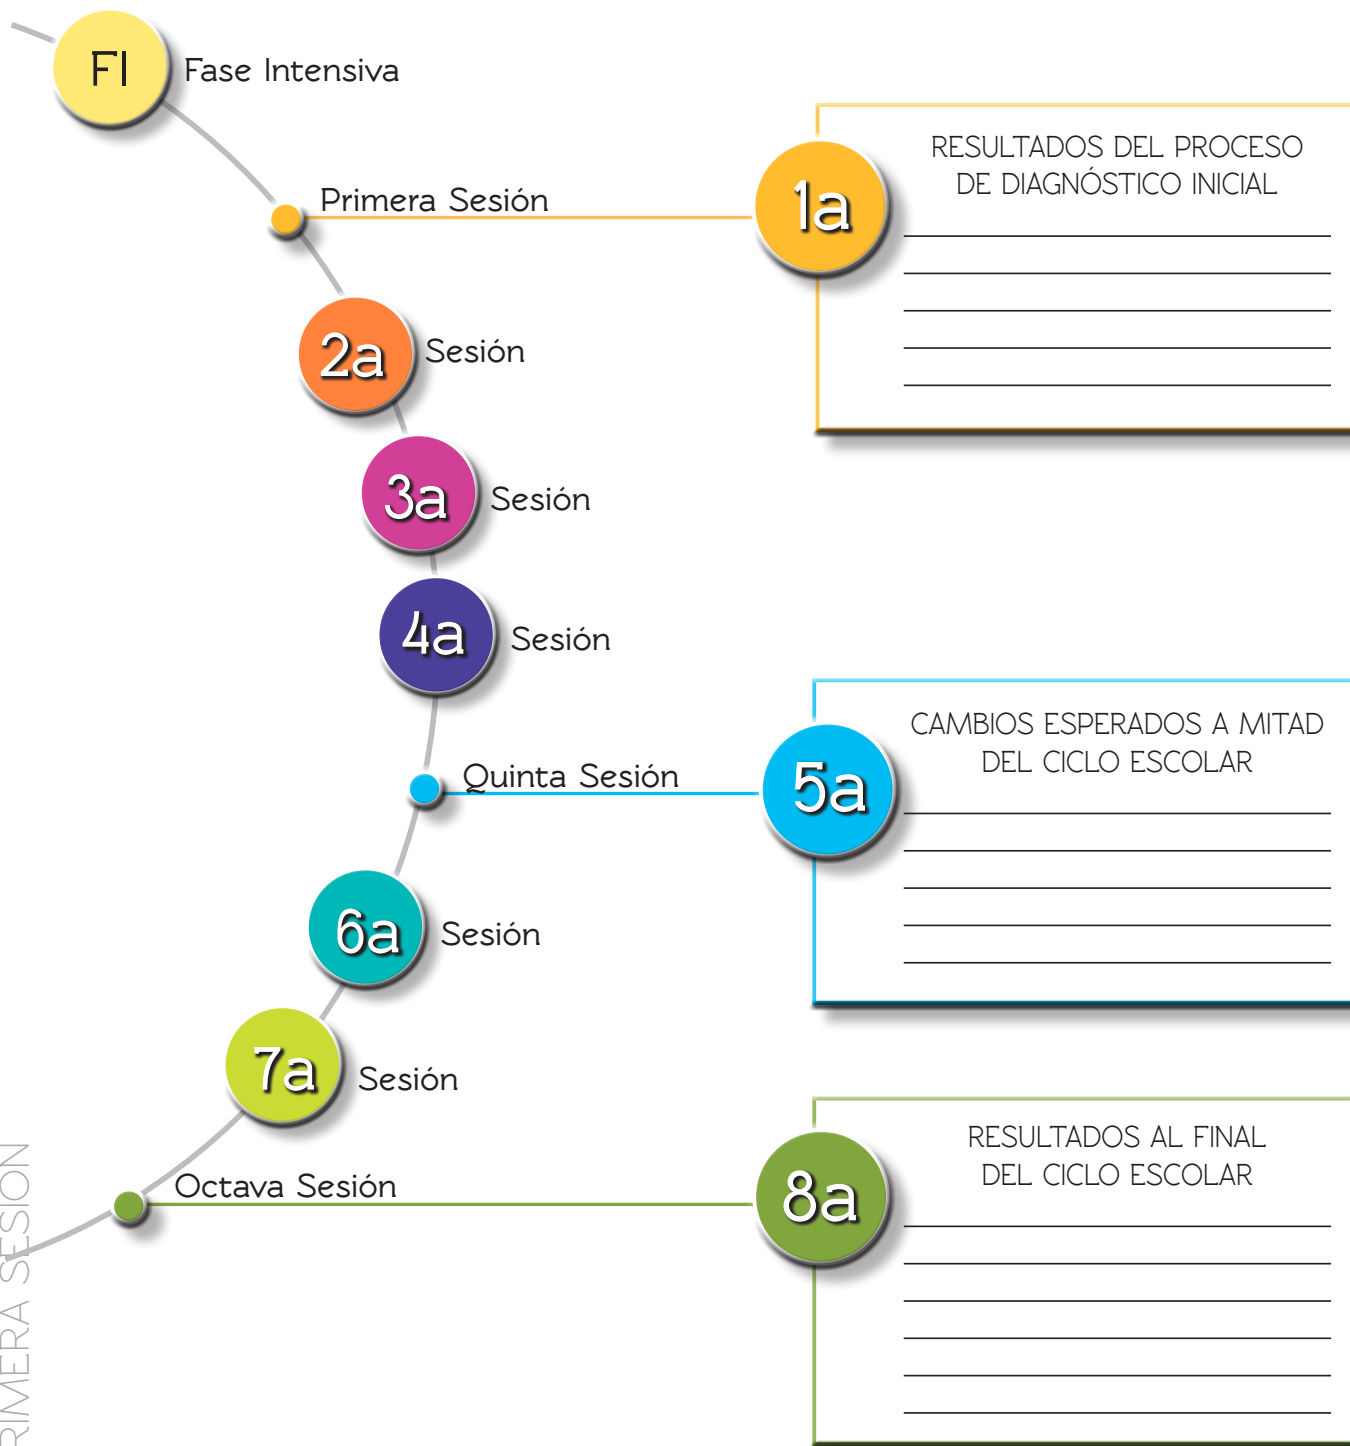 FI
Fase Intensiva
Primera Sesión
1a
RESULTADOS DEL PROCESO
DE DIAGNÓSTICO INICIAL
2a
Sesión
3a
Sesión
4a
Sesión
Quinta Sesión
5a
CAMBIOS ESPERADOS A MITAD
DEL CICLO ESCOLAR
6a
Sesión
7a
Sesión
Octava Sesión
8a
RESULTADOS AL FINAL
DEL CICLO ESCOLAR
RIMERA SESIÓN